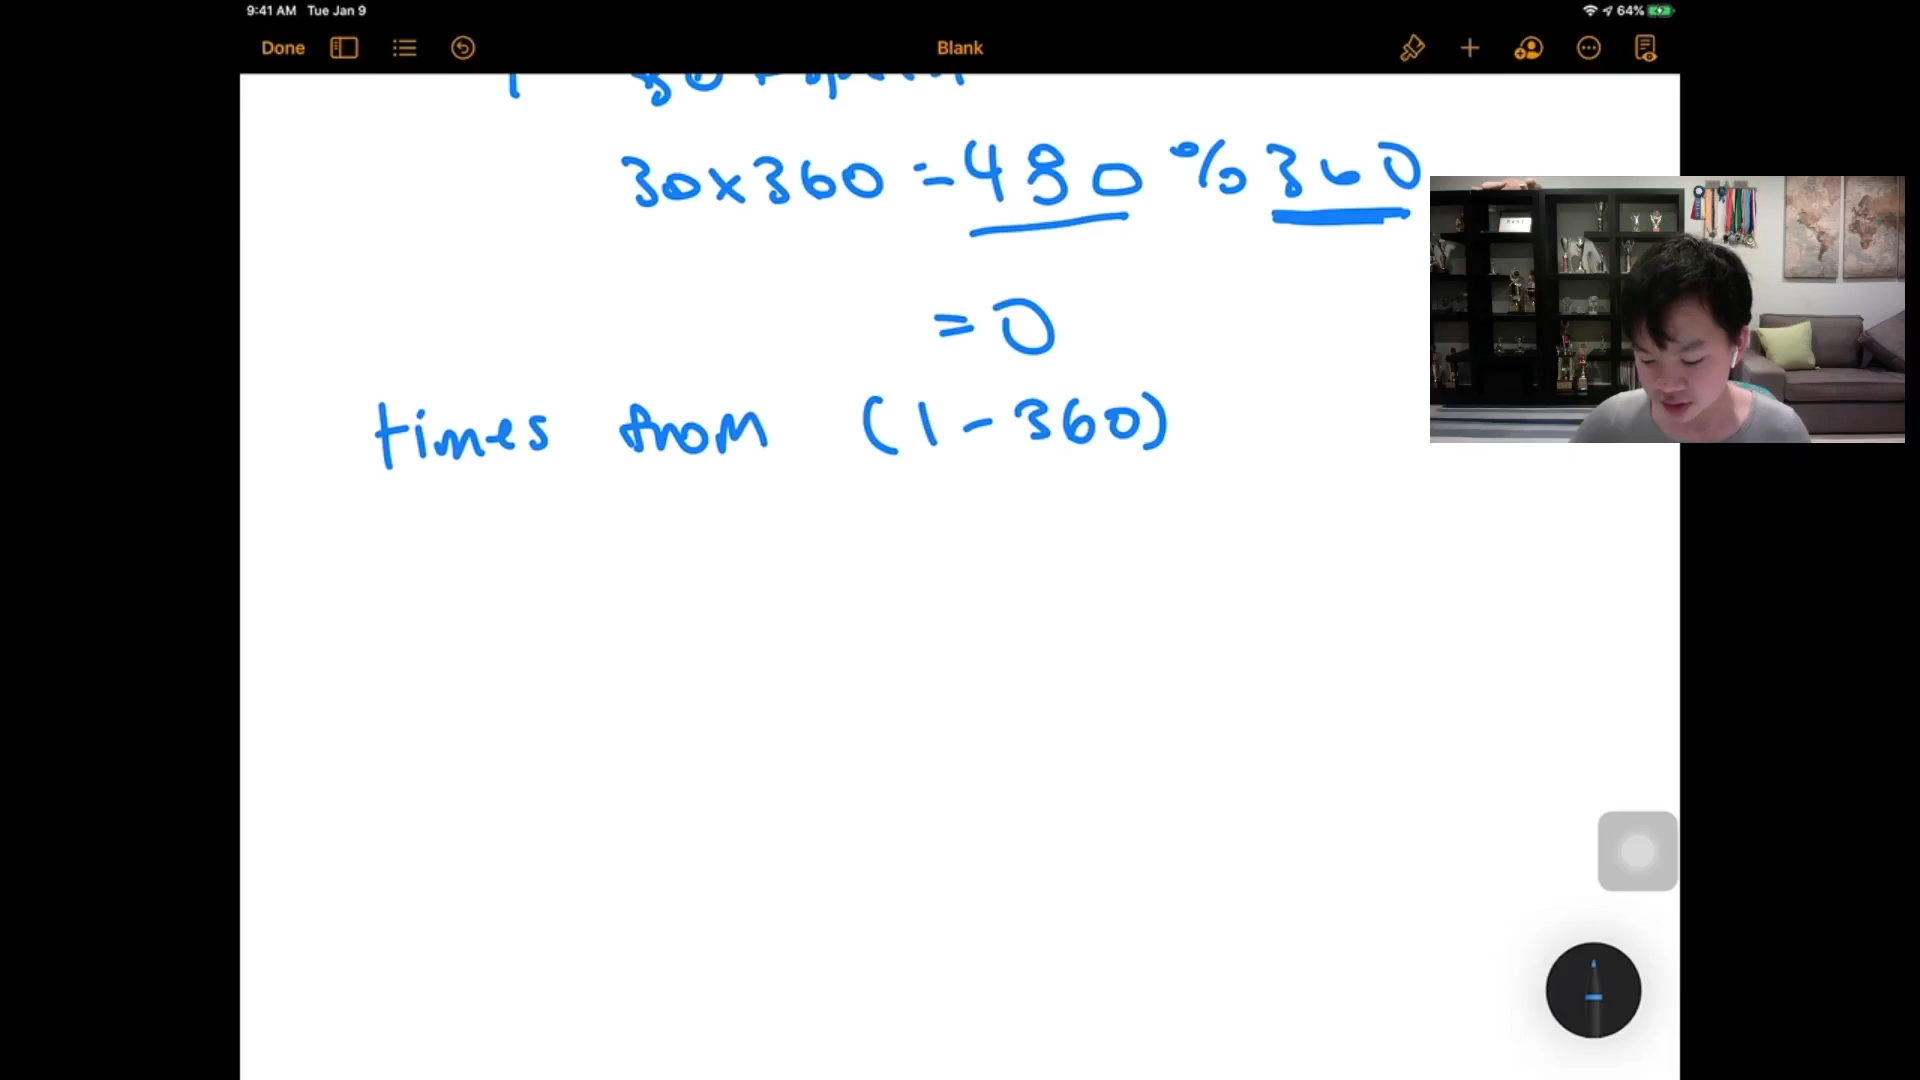 9:41 AM Tue Jan 9
64%
Done
Blank
30x360 = 480 % 360
= 0
times from (1-360)